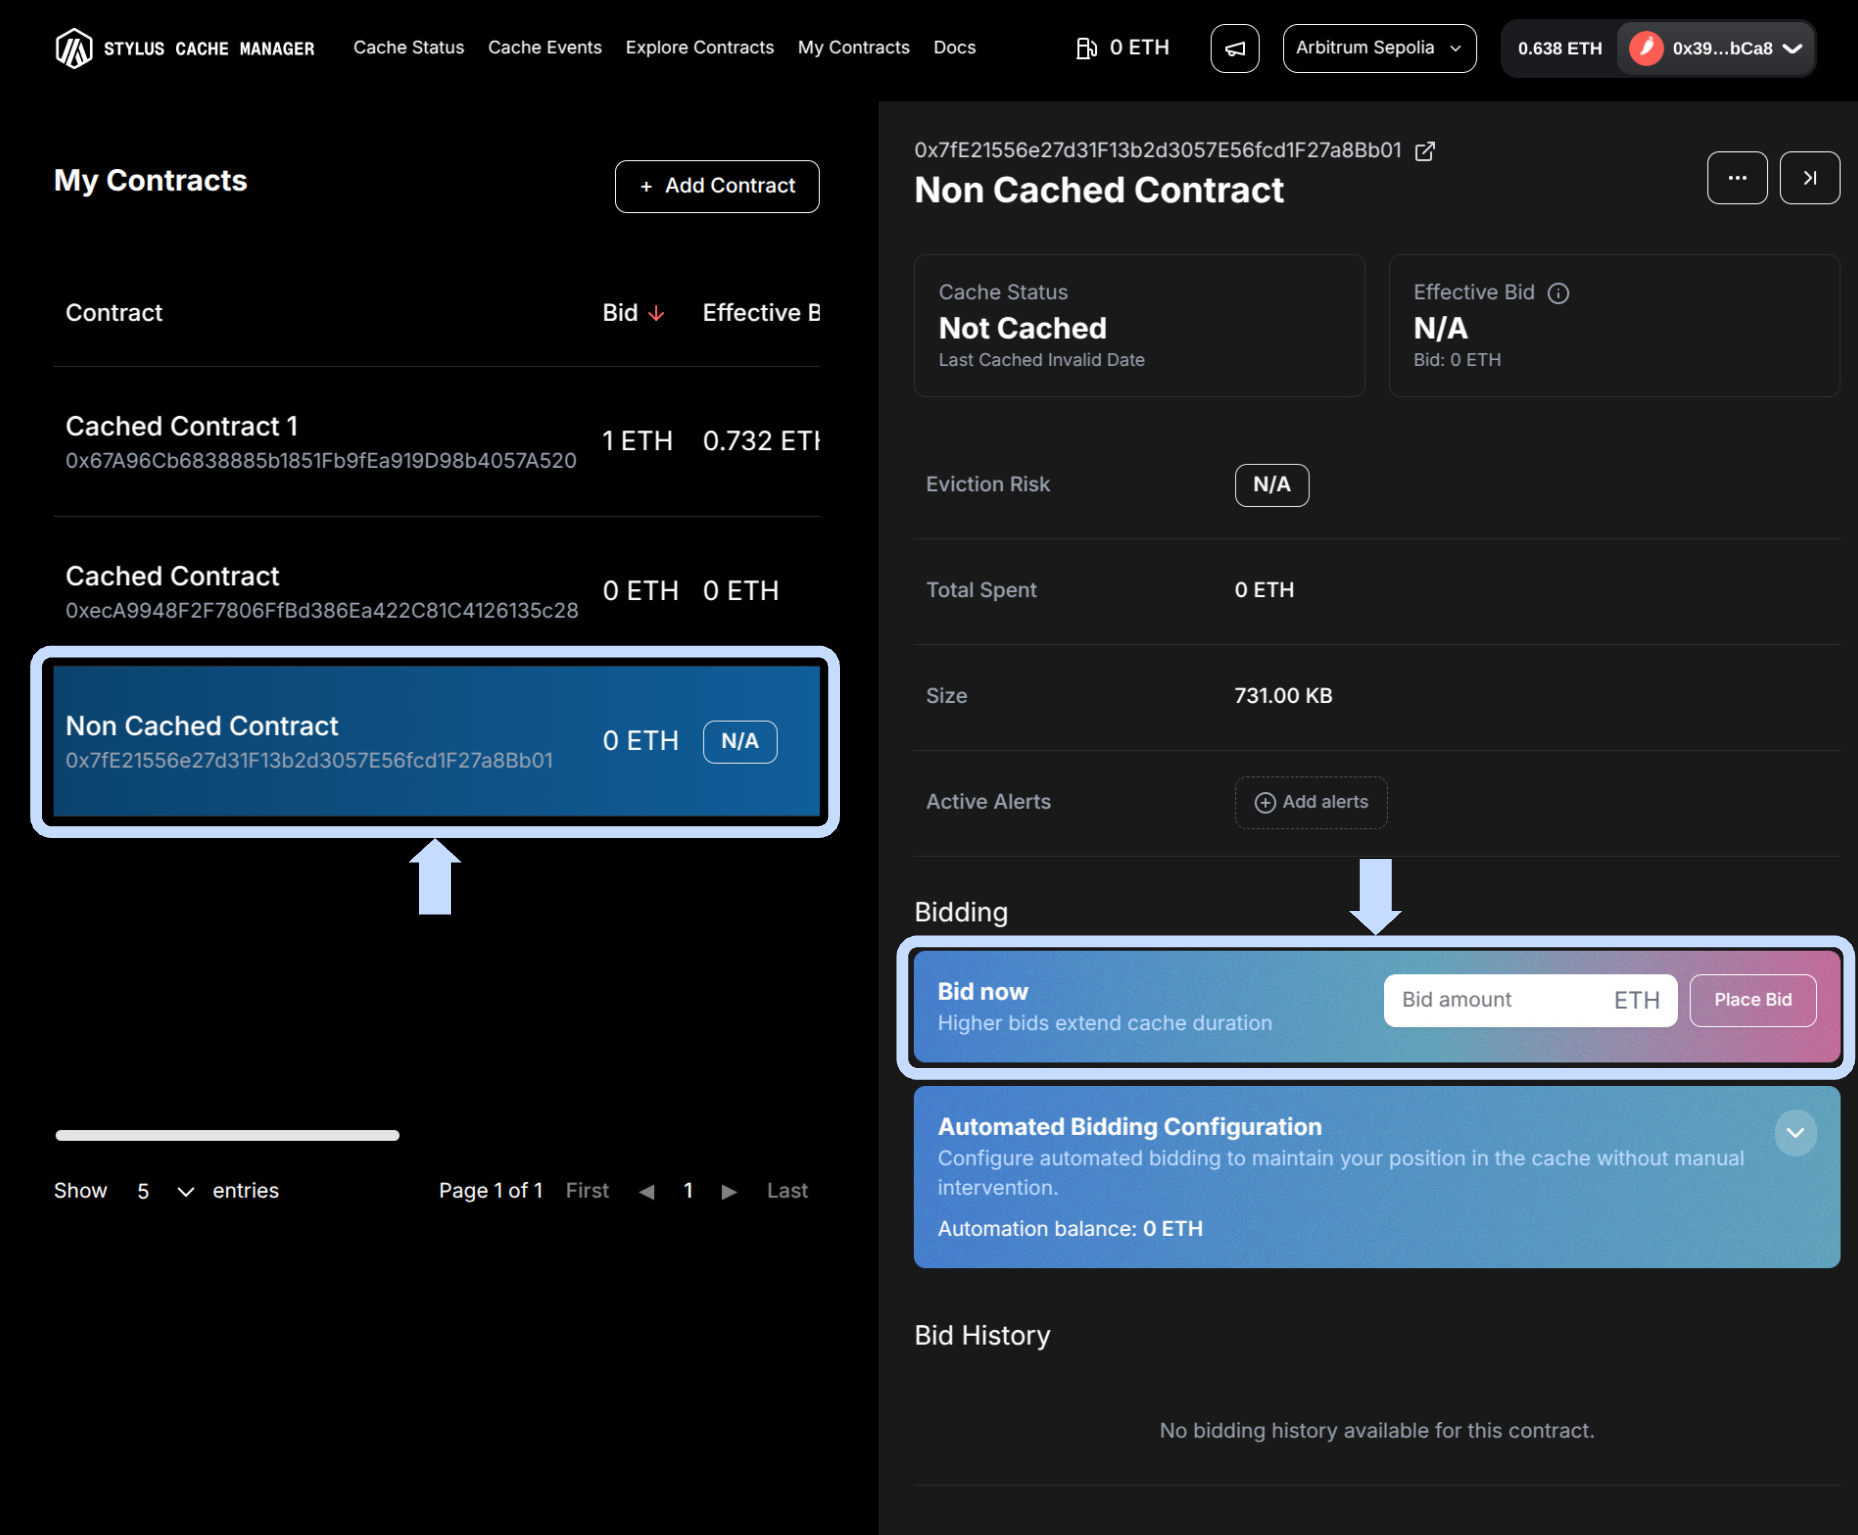 STYLUS CACHE MANAGER Cache Status Cache Events Explore Contracts My Contracts Docs 0 ETH Arbitrum Sepolia 0.638 ETH 0x39...bCa8
My Contracts
+ Add Contract
Contract Bid Effective B
Cached Contract 1
0x67A96Cb6838885b1851Fb9fEa919D98b4057A520
1 ETH 0.732 ETH
Cached Contract
0xecA9948F2F7806FfBd386Ea422C81C4126135c28
0 ETH 0 ETH
Non Cached Contract
0x7fE21556e27d31F13b2d3057E56fcd1F27a8Bb01
0 ETH N/A
Show 5 entries Page 1 of 1 First 1 Last
0x7fE21556e27d31F13b2d3057E56fcd1F27a8Bb01
Non Cached Contract
Cache Status
Not Cached
Last Cached Invalid Date
Effective Bid
N/A
Bid: 0 ETH
Eviction Risk N/A
Total Spent 0 ETH
Size 731.00 KB
Active Alerts Add alerts
Bidding
Bid now
Higher bids extend cache duration
Bid amount ETH Place Bid
Automated Bidding Configuration
Configure automated bidding to maintain your position in the cache without manual
intervention.
Automation balance: 0 ETH
Bid History
No bidding history available for this contract.